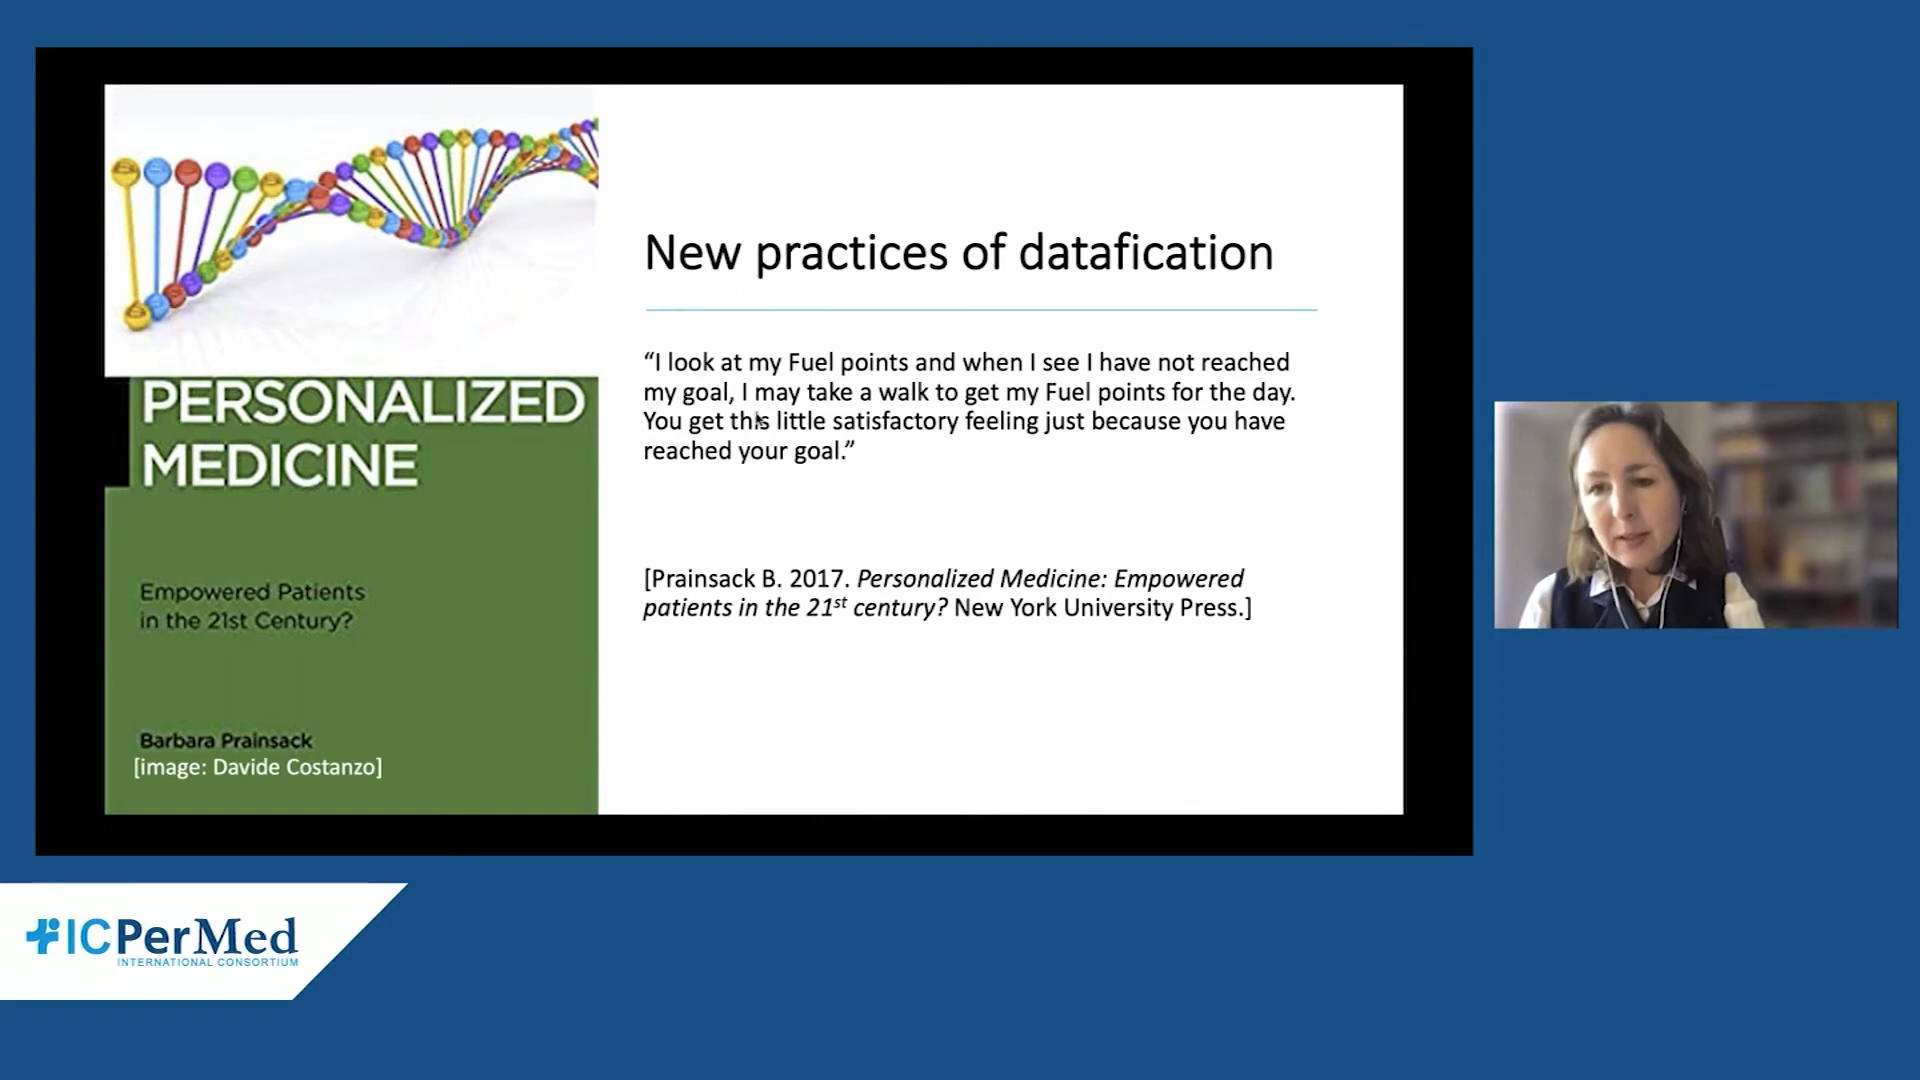 PERSONALIZED
MEDICINE
Empowered Patients
in the 21st Century?
Barbara Prainsack
[image: Davide Costanzo]
New practices of datafication
“I look at my Fuel points and when I see I have not reached
my goal, I may take a walk to get my Fuel points for the day.
You get this little satisfactory feeling just because you have
reached your goal.”
[Prainsack B. 2017. Personalized Medicine: Empowered
patients in the 21st century? New York University Press.]
ICPerMed
INTERNATIONAL CONSORTIUM